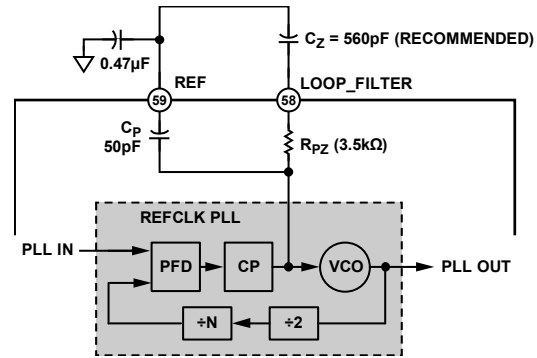 C_Z = 560pF (RECOMMENDED)
0.47µF
REF
LOOP_FILTER
59
58
C_P
50pF
R_PZ (3.5kΩ)
REFCLK PLL
PLL IN
PFD
CP
VCO
PLL OUT
÷N
÷2